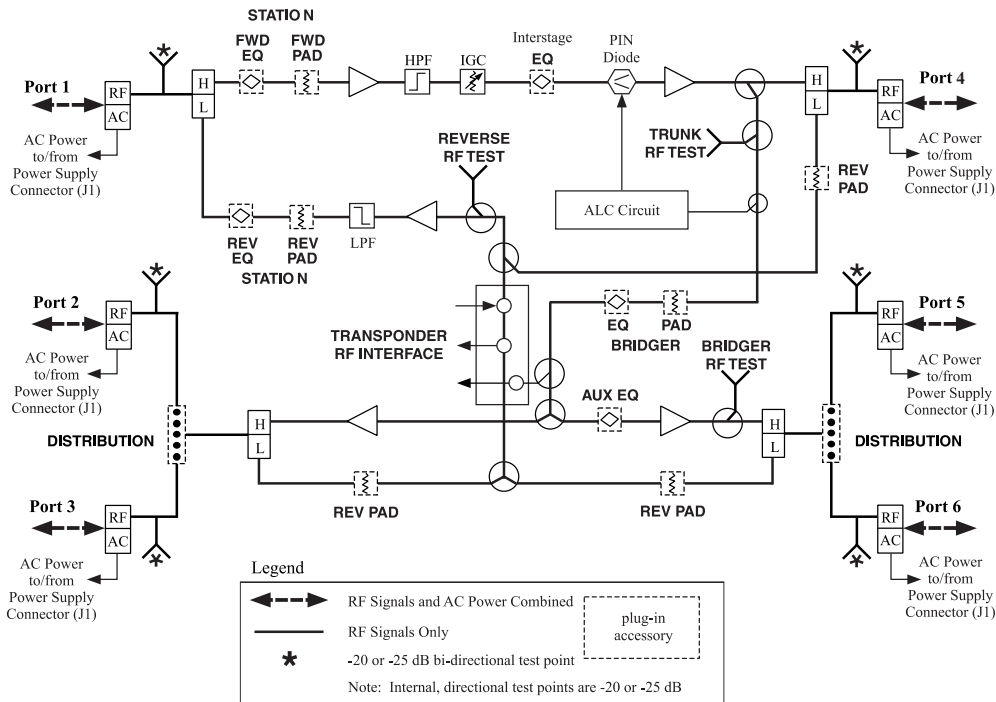 STATION
FWD EQ
FWD PAD
HPF
IGC
Interstage
EQ
PIN
Diode
Port 1
RF
AC
H
L
H
L
Port 4
RF
AC
AC Power
to/from
Power Supply
Connector (J1)
REVERSE
RF TEST
TRUNK
RF TEST
AC Power
to/from
Power Supply
Connector (J1)
REV
PAD
ALC Circuit
REV EQ
REV PAD
LPF
STATION
Port 2
RF
AC
Port 5
RF
AC
AC Power
to/from
Power Supply
Connector (J1)
TRANSPONDER
RF INTERFACE
EQ
PAD
BRIDGER
BRIDGER
RF TEST
AC Power
to/from
Power Supply
Connector (J1)
AUX EQ
DISTRIBUTION
H
L
H
L
DISTRIBUTION
REV PAD
REV PAD
Port 3
RF
AC
Port 6
RF
AC
AC Power
to/from
Power Supply
Connector (J1)
AC Power
to/from
Power Supply
Connector (J1)
Legend
RF Signals and AC Power Combined
RF Signals Only
plug-in
accessory
* -20 or -25 dB bi-directional test point
Note: Internal, directional test points are -20 or -25 dB